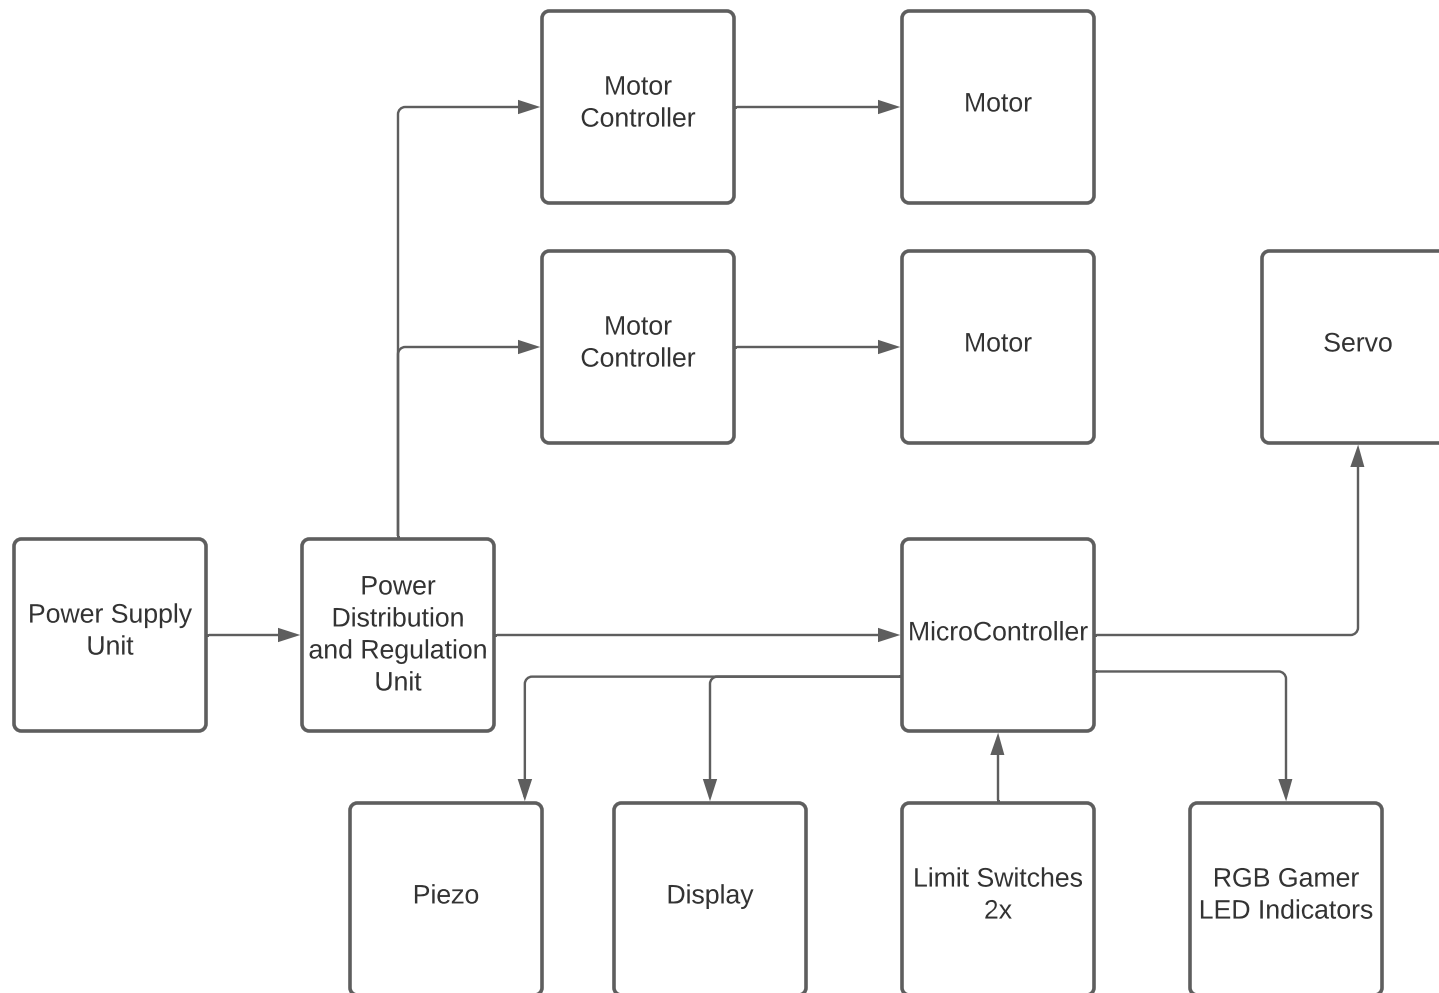 Motor
Controller
Motor
Motor
Controller
Motor
Servo
Power Supply
Unit
Power
Distribution
and Regulation
Unit
MicroController
Piezo
Display
Limit Switches
2x
RGB Gamer
LED Indicators